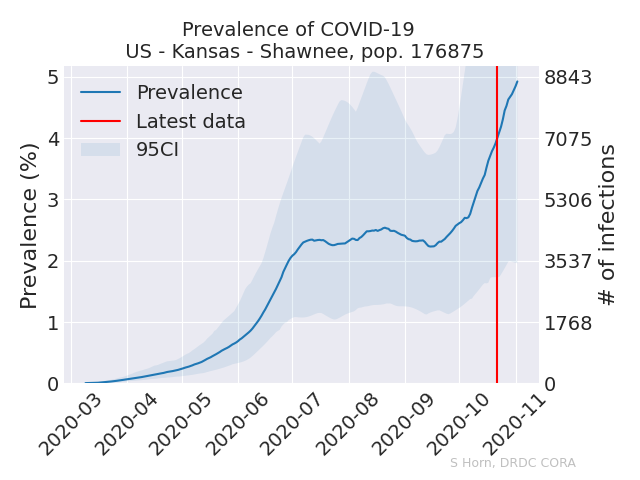 Prevalence of COVID-19
US - Kansas - Shawnee, pop. 176875
Prevalence
Latest data
95CI
Prevalence (%)
5
4
3
2
1
0
8843
7075
5306
3537
1768
0
# of infections
2020-03
2020-04
2020-05
2020-06
2020-07
2020-08
2020-09
2020-10
2020-11
S Horn, DRDC CORA